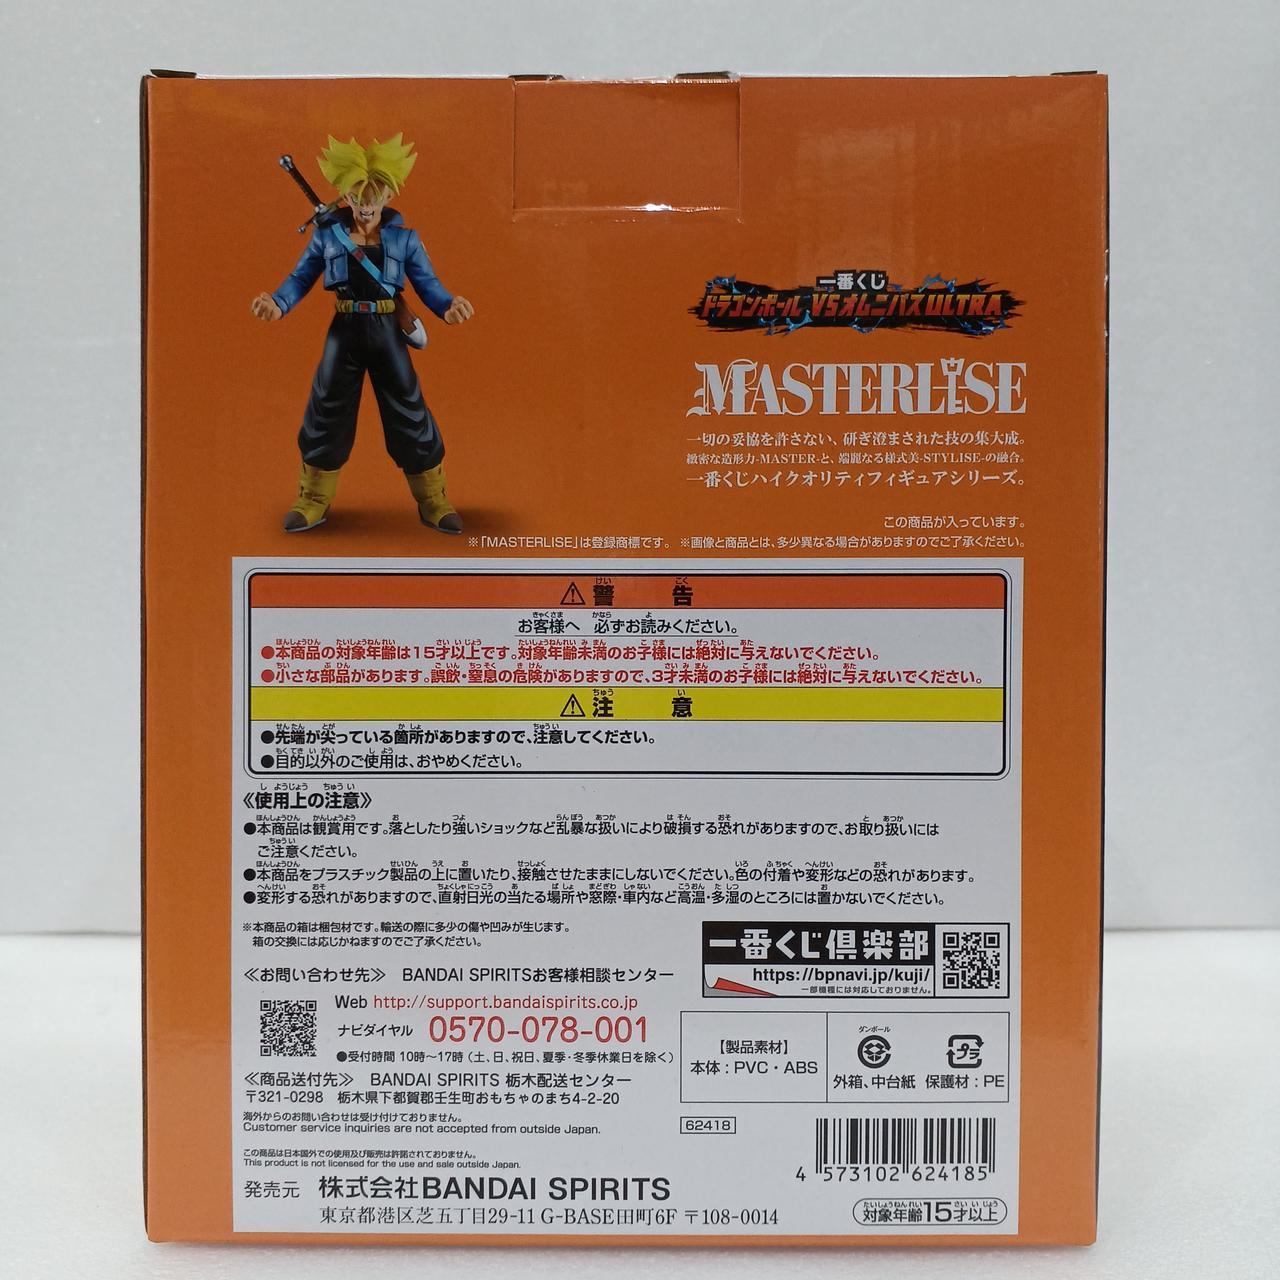 一番くじ
ドラゴンボール VSオムニバスULTRA
MASTERLISE
一切の妥協を許さない、研ぎ澄まされた技の集大成。
緻密な造形力-MASTER-と、端麗なる様式美-STYLISE-の融合。
一番くじハイクオリティフィギュアシリーズ。
この商品が入っています。
※「MASTERLISE」は登録商標です。 ※画像と商品とは、多少異なる場合がありますのでご了承ください。
警告
お客様へ 必ずお読みください。
●本商品の対象年齢は15才以上です。対象年齢未満のお子様には絶対に与えないでください。
●小さな部品があります。誤飲・窒息の危険がありますので、3才未満のお子様には絶対に与えないでください。
注意
●先端が尖っている箇所がありますので、注意してください。
●目的以外のご使用は、おやめください。
《使用上の注意》
●本商品は観賞用です。落としたり強いショックなど乱暴な扱いにより破損する恐れがありますので、お取り扱いには
ご注意ください。
●本商品をプラスチック製品の上に置いたり、接触させたままにしないでください。色の付着や変形などの恐れがあります。
●変形する恐れがありますので、直射日光の当たる場所や窓際・車内など高温・多湿のところには置かないでください。
※本商品の箱は梱包材です。輸送の際に多少の傷や凹みが生じます。
箱の交換には応じかねますのでご了承ください。
一番くじ倶楽部
https://bpnavi.jp/kuji/
一部機種には対応しておりません。
≪お問い合わせ先≫ BANDAI SPIRITSお客様相談センター
Web http://support.bandaispirits.co.jp
ナビダイヤル 0570-078-001
●受付時間 10時〜17時（土、日、祝日、夏季・冬季休業日を除く）
≪商品送付先≫ BANDAI SPIRITS 栃木配送センター
〒321-0298 栃木県下都賀郡壬生町おもちゃのまち4-2-20
海外からのお問い合わせは受け付けておりません。
Customer service inquiries are not accepted from outside Japan.
【製品素材】
本体：PVC・ABS
ダンボール
外箱、中台紙
プラ
保護材：PE
62418
この商品は日本国外での使用及び販売は許諾されておりません。
This product is not licensed for the use and sale outside Japan.
発売元 株式会社BANDAI SPIRITS
東京都港区芝五丁目29-11 G-BASE田町6F 〒108-0014
4 573102 624185
対象年齢15才以上